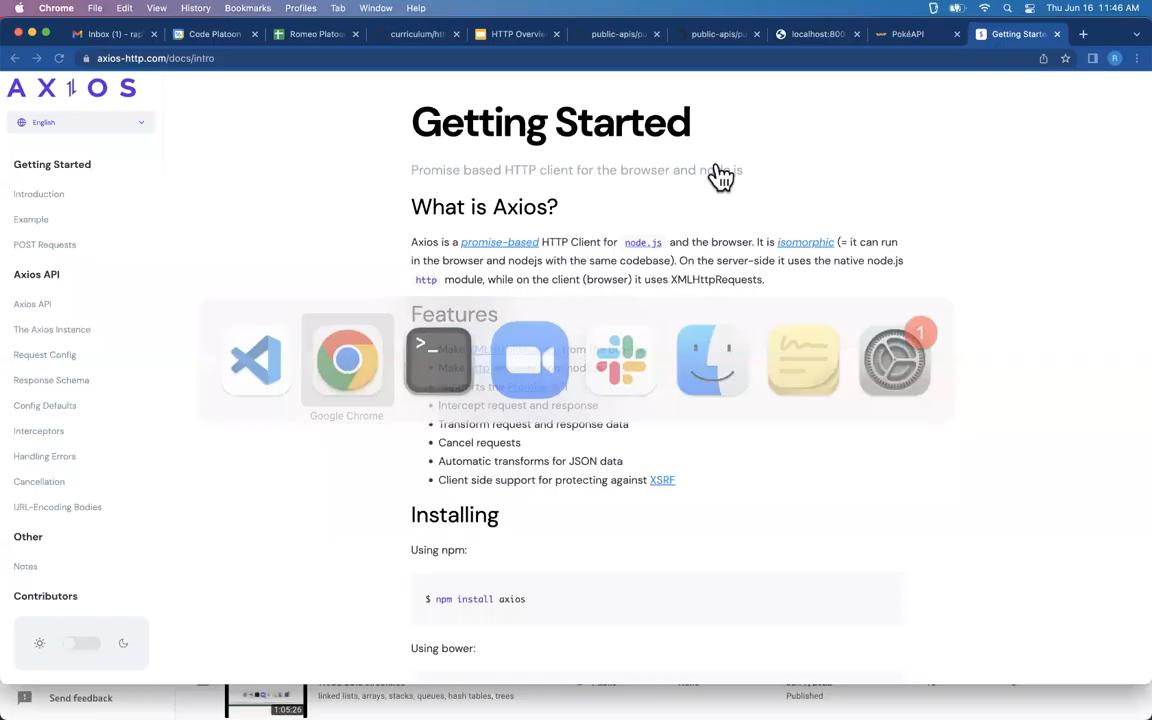 Chrome File Edit View History Bookmarks Profiles Tab Window Help Thu Jun 16 11:46 AM
Inbox (1) – rap Code Platoon Romeo Platoo curriculum/ht HTTP Overvie public-apis/pu public-apis/pu localhost:800 PokéAPI Getting Starte
axios-http.com/docs/intro R
AXIOS
English
Getting Started
Introduction
Example
POST Requests
Axios API
Axios API
The Axios Instance
Request Config
Response Schema
Config Defaults
Interceptors
Handling Errors
Cancellation
URL-Encoding Bodies
Other
Notes
Contributors
Getting Started
Promise based HTTP client for the browser and node.js
What is Axios?
Axios is a promise-based HTTP Client for node.js and the browser. It is isomorphic (= it can run
in the browser and nodejs with the same codebase). On the server-side it uses the native node.js
http module, while on the client (browser) it uses XMLHttpRequests.
Features
Make
Make
Intercept request and response
Transform request and response data
Cancel requests
Automatic transforms for JSON data
Client side support for protecting against XSRF
>_
1
Google Chrome
Installing
Using npm:
$ npm install axios
Using bower:
Send feedback
1:05:26
linked lists, arrays, stacks, queues, hash tables, trees
Published